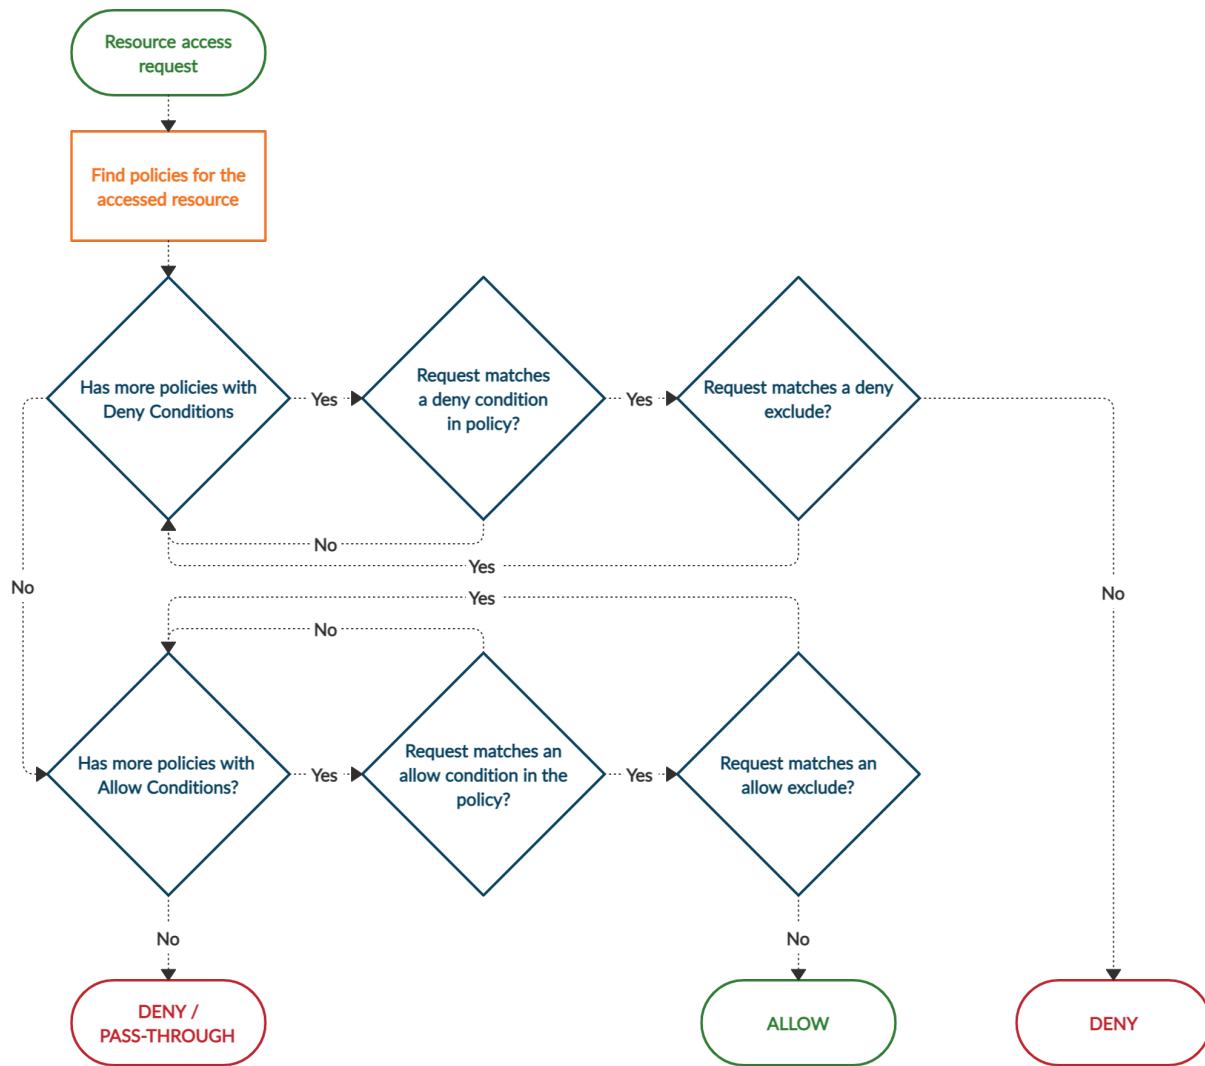 Resource access
request
Find policies for the
accessed resource
Has more policies with
Deny Conditions
Yes
Request matches
a deny condition
in policy?
Yes
Request matches a deny
exclude?
No
Yes
No
No
Yes
No
Has more policies with
Allow Conditions?
Yes
Request matches an
allow condition in the
policy?
Yes
Request matches an
allow exclude?
No
No
DENY /
PASS-THROUGH
ALLOW
DENY